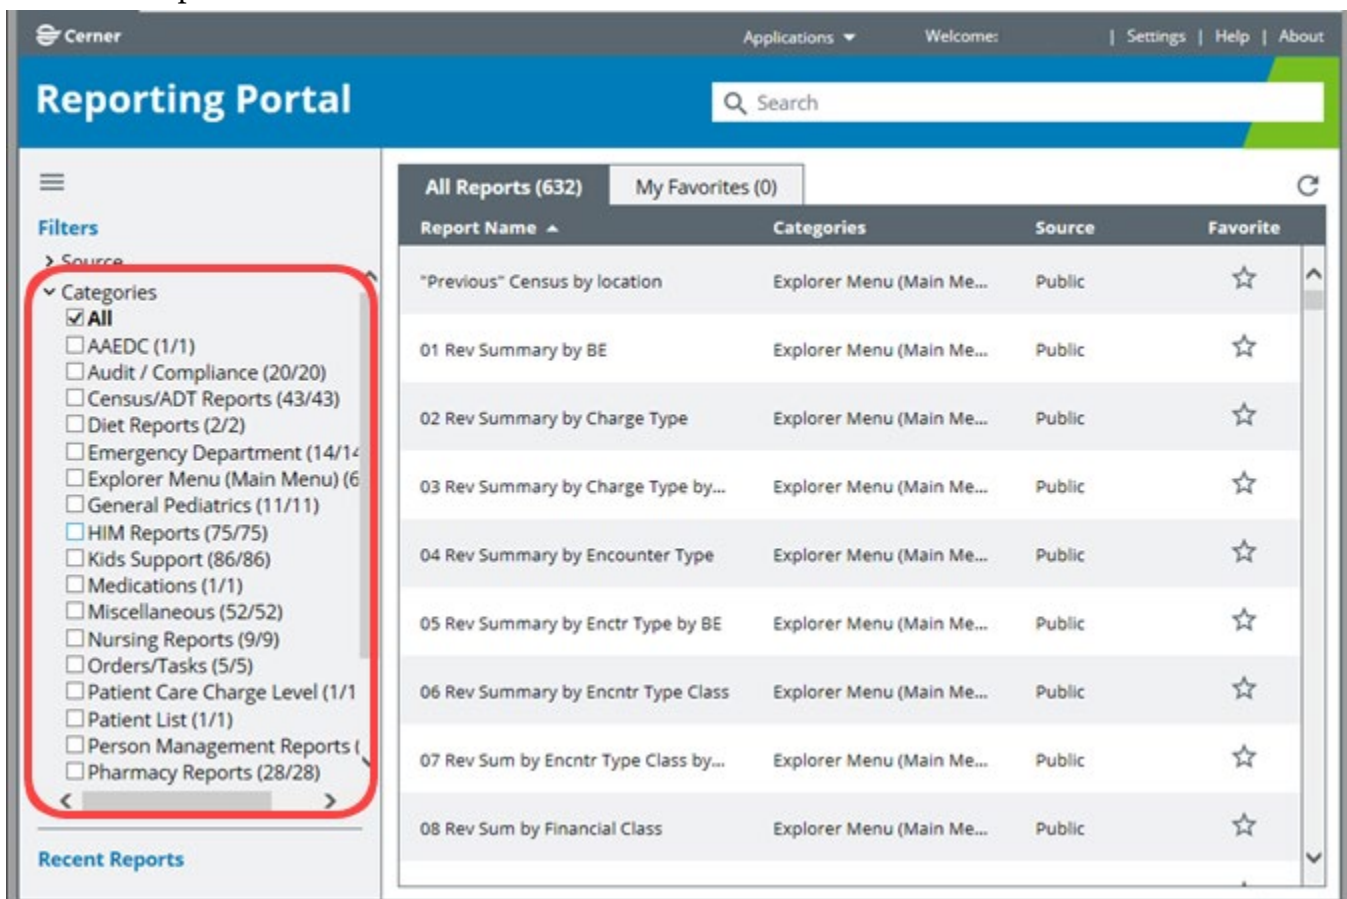 Cerner
Applications Welcome: | Settings | Help | About
Reporting Portal
Search
Filters
Source
Categories
All
AAEDC (1/1)
Audit / Compliance (20/20)
Census/ADT Reports (43/43)
Diet Reports (2/2)
Emergency Department (14/14
Explorer Menu (Main Menu) (6
General Pediatrics (11/11)
HIM Reports (75/75)
Kids Support (86/86)
Medications (1/1)
Miscellaneous (52/52)
Nursing Reports (9/9)
Orders/Tasks (5/5)
Patient Care Charge Level (1/1
Patient List (1/1)
Person Management Reports (
Pharmacy Reports (28/28)
Recent Reports
All Reports (632) My Favorites (0)
Report Name Categories Source Favorite
"Previous" Census by location Explorer Menu (Main Me... Public
01 Rev Summary by BE Explorer Menu (Main Me... Public
02 Rev Summary by Charge Type Explorer Menu (Main Me... Public
03 Rev Summary by Charge Type by... Explorer Menu (Main Me... Public
04 Rev Summary by Encounter Type Explorer Menu (Main Me... Public
05 Rev Summary by Enctr Type by BE Explorer Menu (Main Me... Public
06 Rev Summary by Encntr Type Class Explorer Menu (Main Me... Public
07 Rev Sum by Encntr Type Class by... Explorer Menu (Main Me... Public
08 Rev Sum by Financial Class Explorer Menu (Main Me... Public